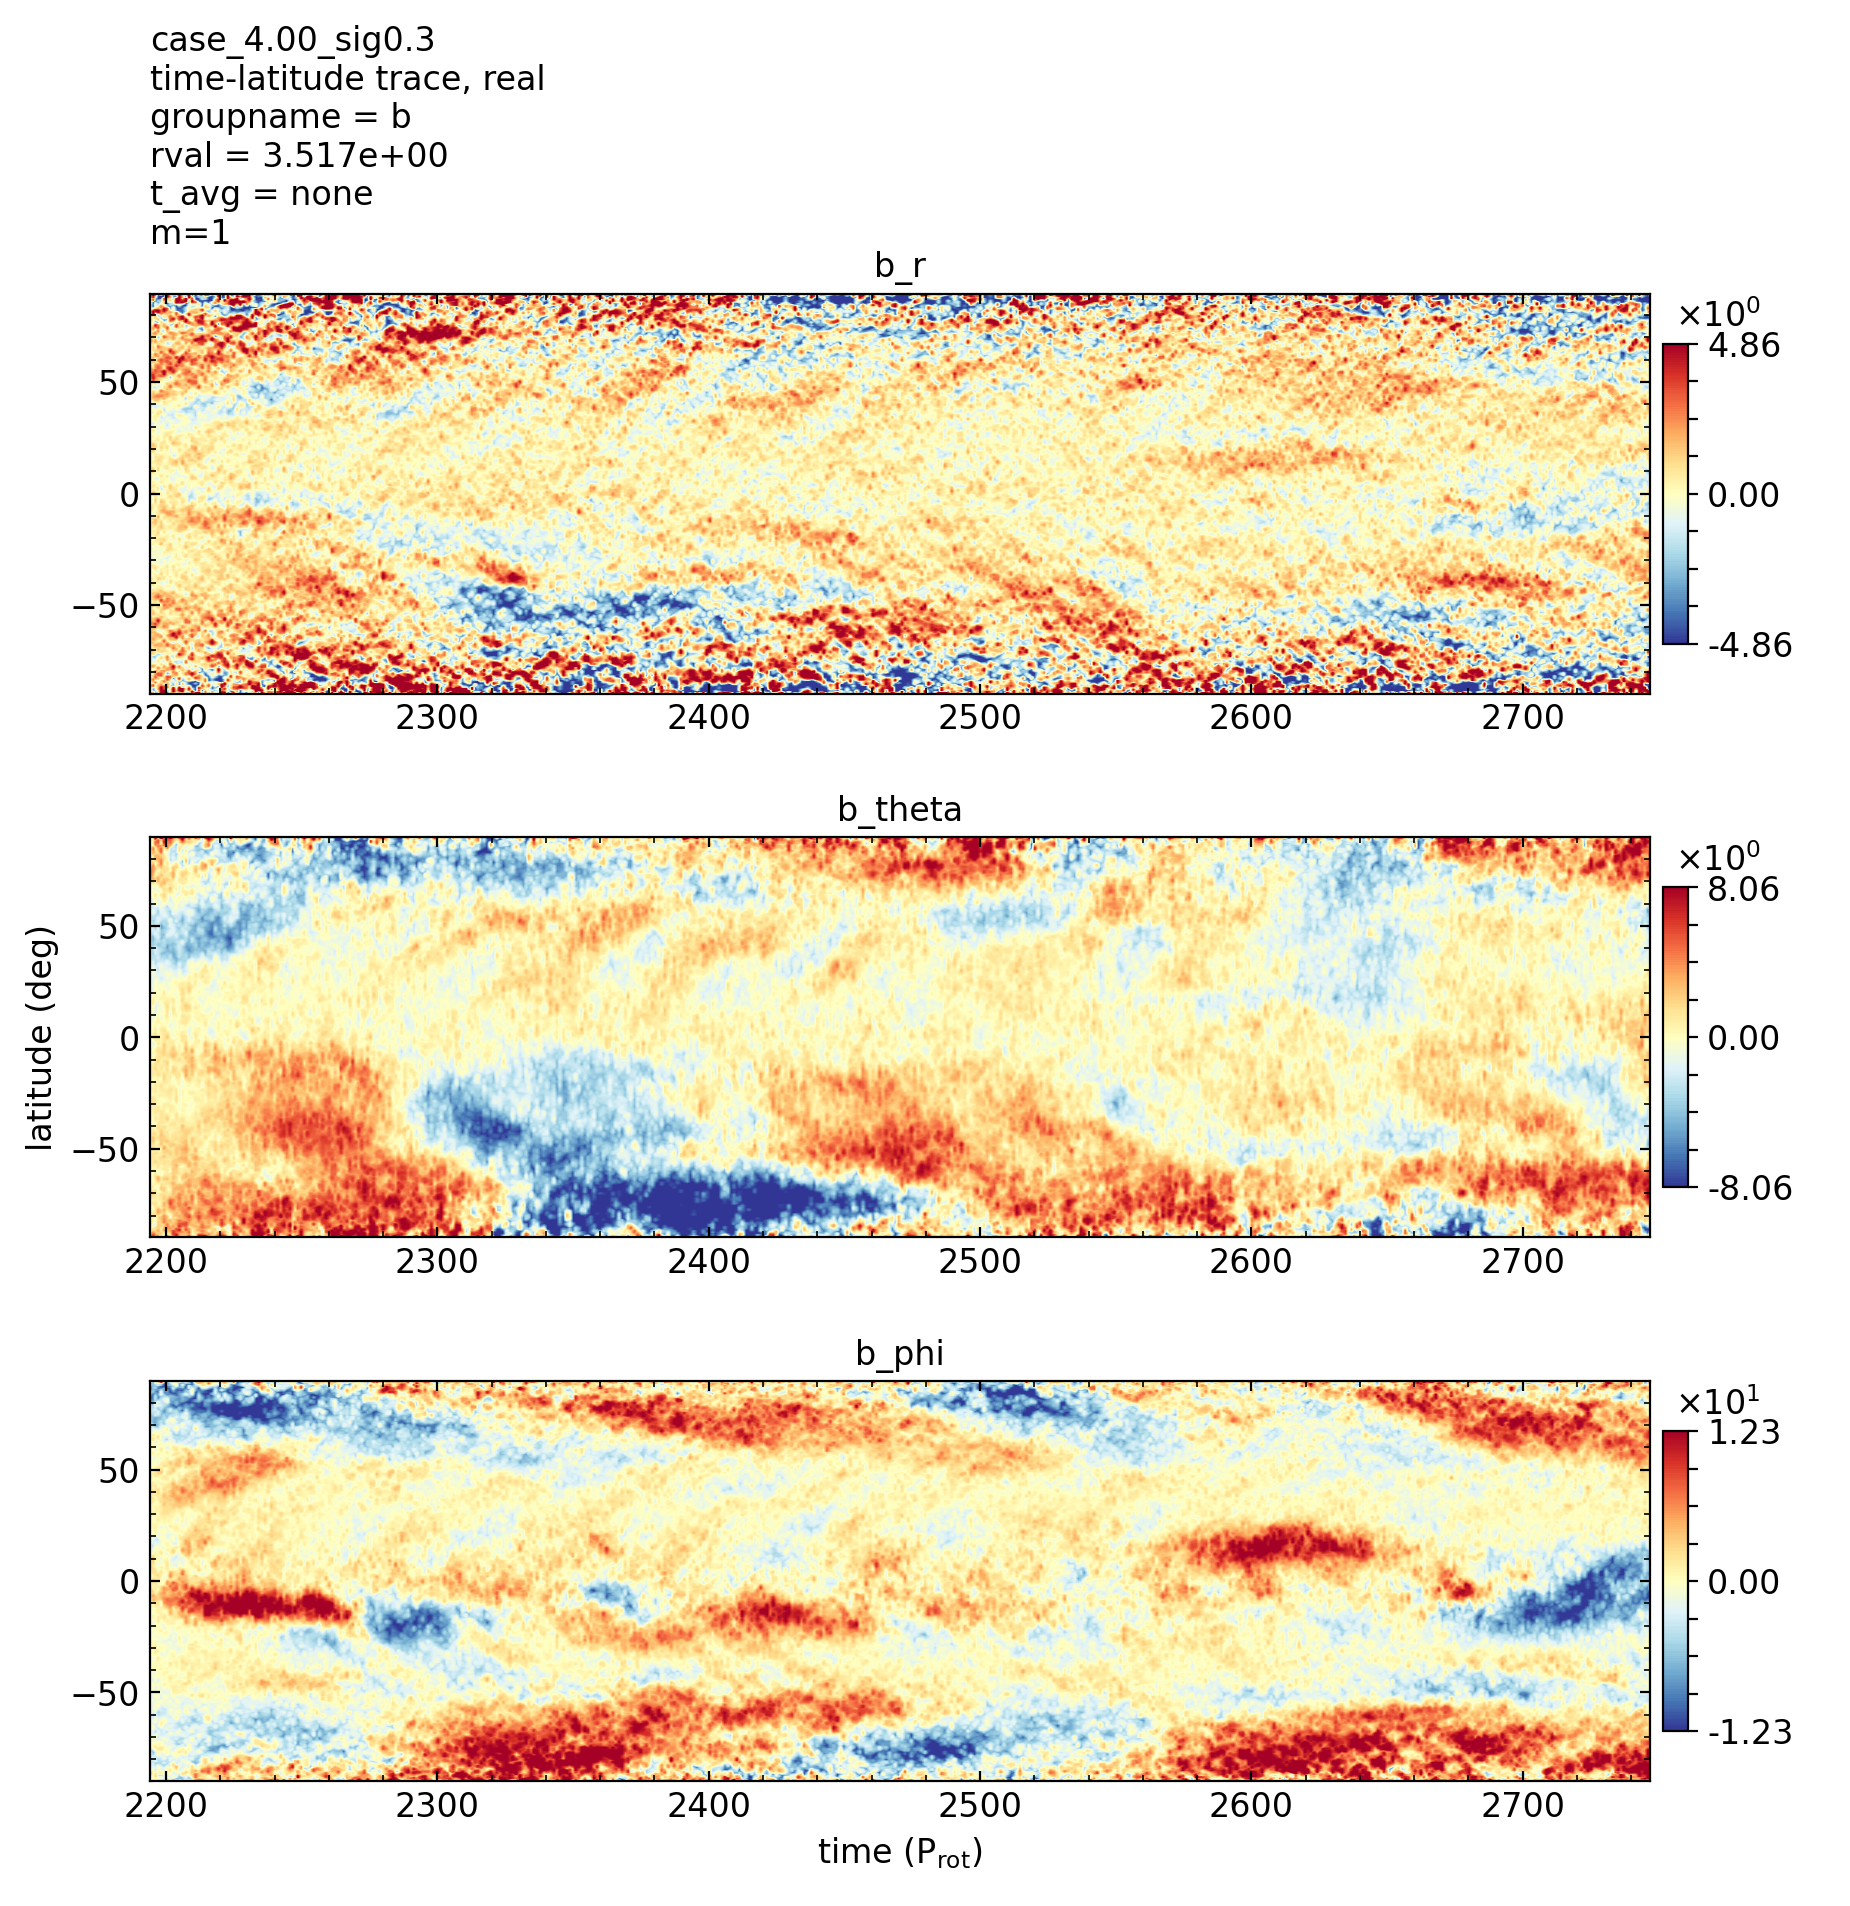 case_4.00_sig0.3
time-latitude trace, real
groupname = b
rval = 3.517e+00
t_avg = none
m=1
b_r
×10⁰
4.86
0.00
-4.86
50
0
−50
2200 2300 2400 2500 2600 2700
b_theta
×10⁰
8.06
0.00
-8.06
latitude (deg)
50
0
−50
2200 2300 2400 2500 2600 2700
b_phi
×10¹
1.23
0.00
-1.23
50
0
−50
2200 2300 2400 2500 2600 2700
time (P_rot)